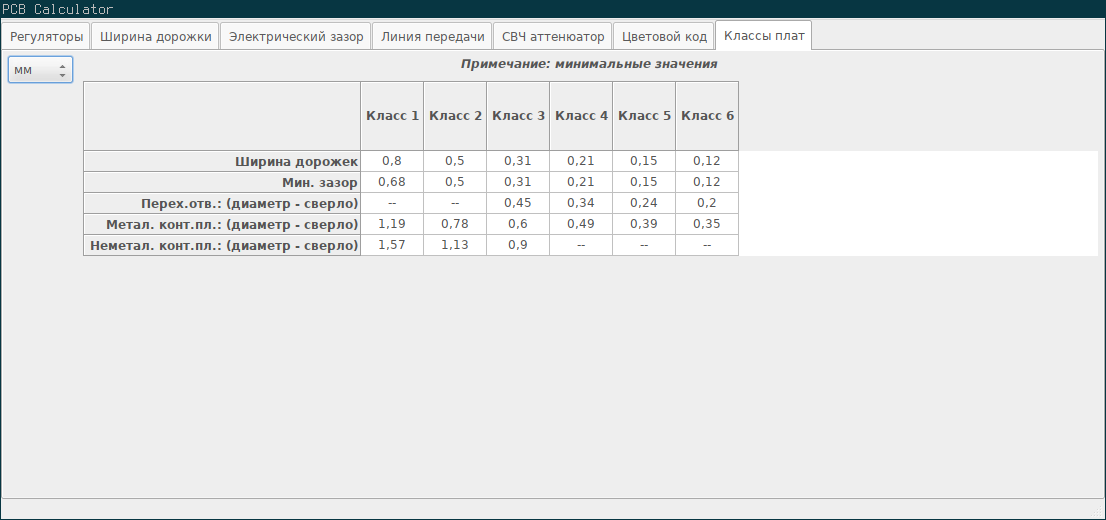 PCB Calculator
Регуляторы Ширина дорожки Электрический зазор Линия передачи СВЧ аттенюатор Цветовой код Классы плат
мм
Примечание: минимальные значения
Класс 1 Класс 2 Класс 3 Класс 4 Класс 5 Класс 6
Ширина дорожек 0,8 0,5 0,31 0,21 0,15 0,12
Мин. зазор 0,68 0,5 0,31 0,21 0,15 0,12
Перех.отв.: (диаметр - сверло) -- -- 0,45 0,34 0,24 0,2
Метал. конт.пл.: (диаметр - сверло) 1,19 0,78 0,6 0,49 0,39 0,35
Неметал. конт.пл.: (диаметр - сверло) 1,57 1,13 0,9 -- -- --